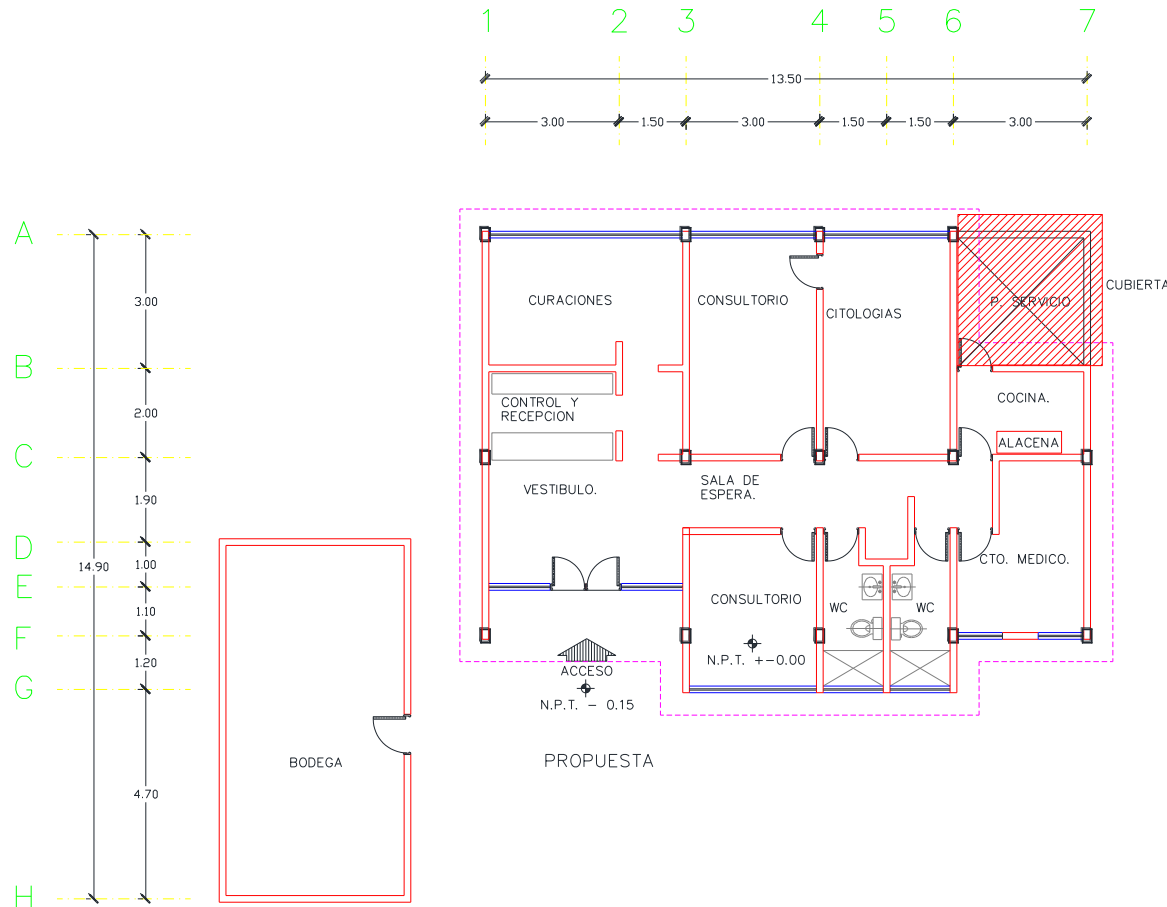 1 2 3 4 5 6 7
13.50
3.00 1.50 3.00 1.50 1.50 3.00
A
3.00
B
2.00
C
1.90
D
14.90
1.00
E
1.10
F
1.20
G
4.70
H
CURACIONES
CONSULTORIO
CITOLOGIAS
P. SERVICIO
CUBIERTA
CONTROL Y
RECEPCION
COCINA.
ALACENA
VESTIBULO.
SALA DE
ESPERA.
CTO. MEDICO.
CONSULTORIO
WC
WC
N.P.T. +-0.00
ACCESO
N.P.T. - 0.15
PROPUESTA
BODEGA